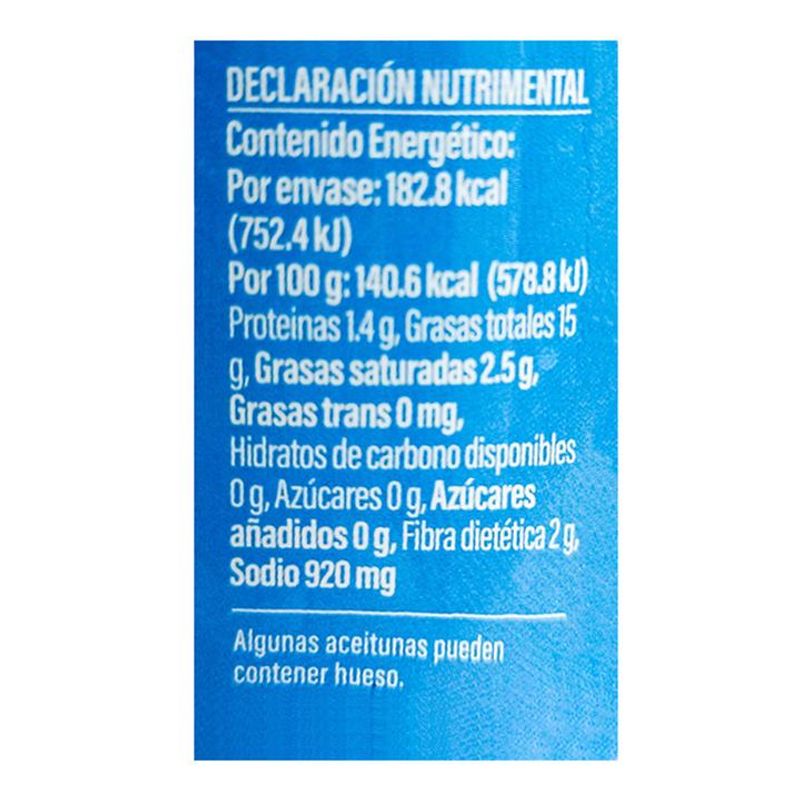 DECLARACIÓN NUTRIMENTAL
Contenido Energético:
Por envase: 182.8 kcal
(752.4 kJ)
Por 100 g: 140.6 kcal (578.8 kJ)
Proteinas 1.4 g, Grasas totales 15
g, Grasas saturadas 2.5 g,
Grasas trans 0 mg,
Hidratos de carbono disponibles
0 g, Azúcares 0 g, Azúcares
añadidos 0 g, Fibra dietética 2 g,
Sodio 920 mg
Algunas aceitunas pueden
contener hueso.